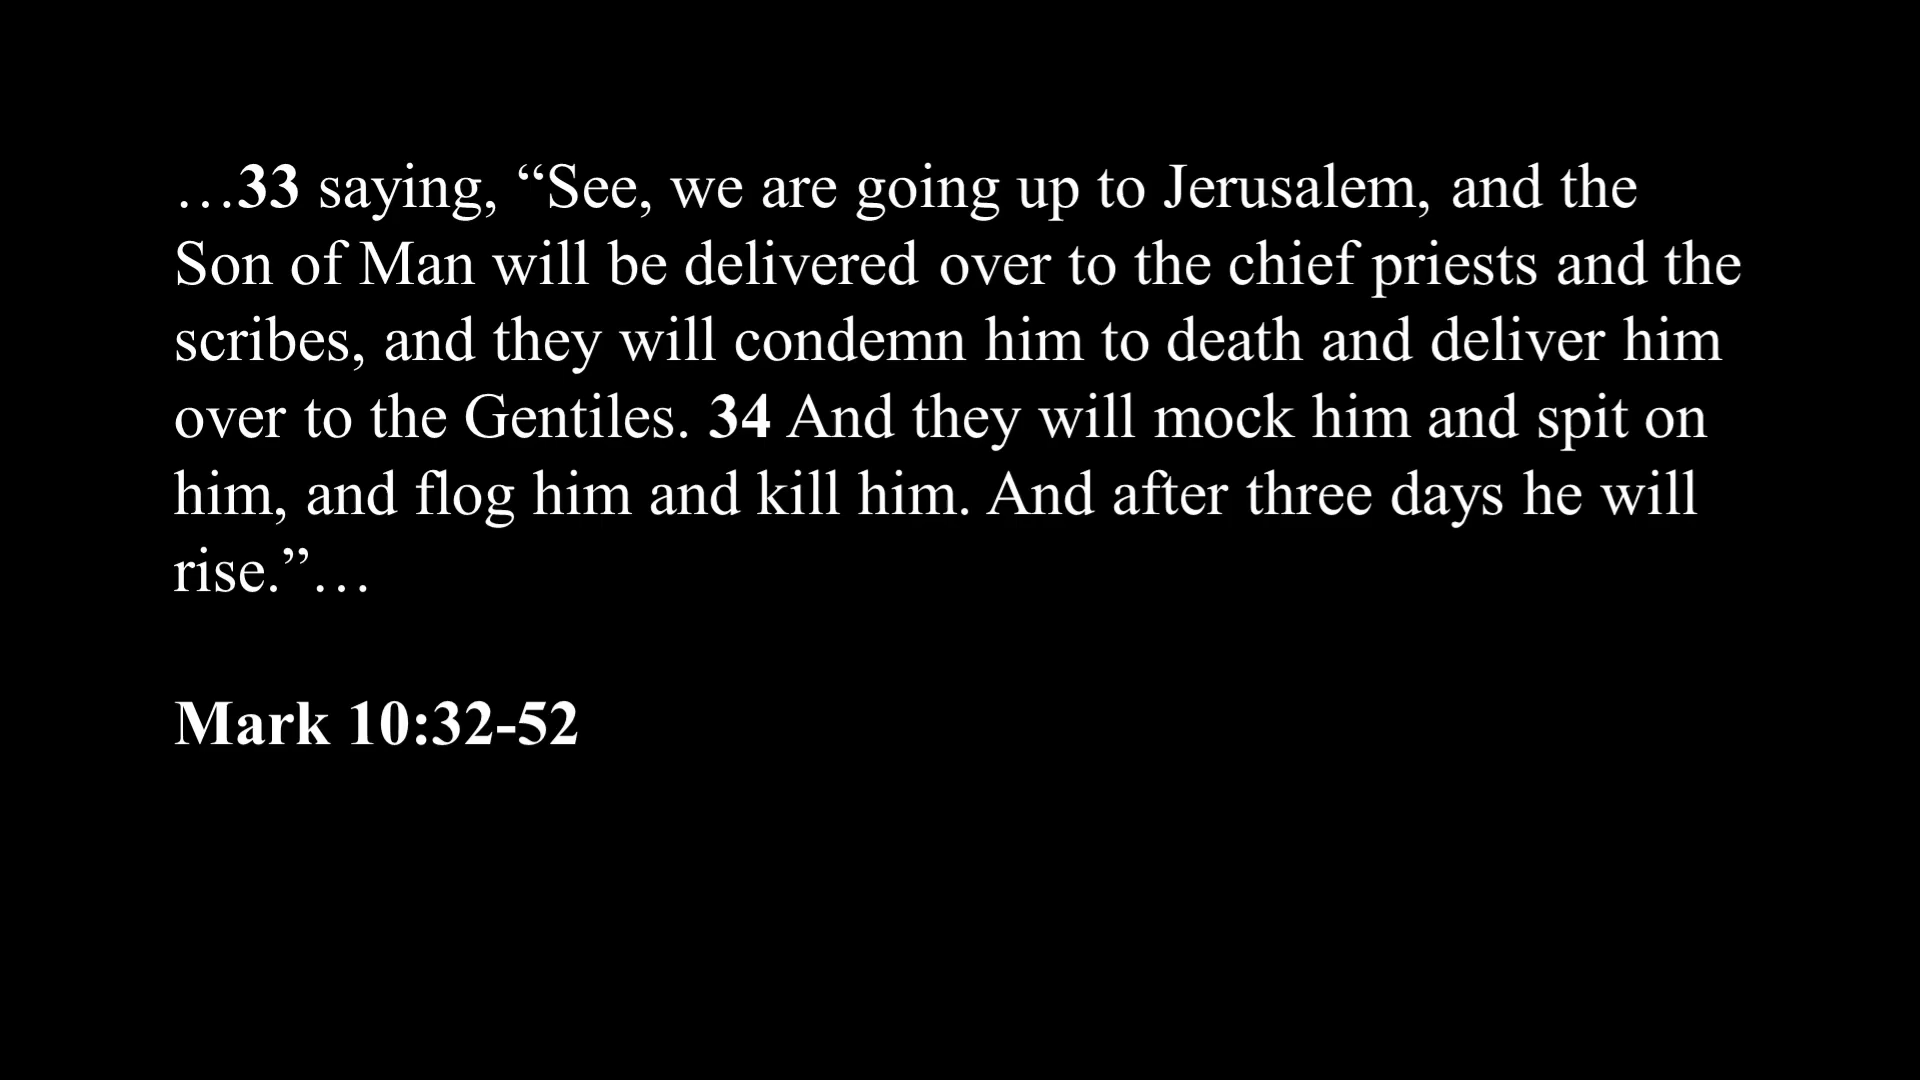 …33 saying, “See, we are going up to Jerusalem, and the
Son of Man will be delivered over to the chief priests and the
scribes, and they will condemn him to death and deliver him
over to the Gentiles. 34 And they will mock him and spit on
him, and flog him and kill him. And after three days he will
rise.”…
Mark 10:32-52